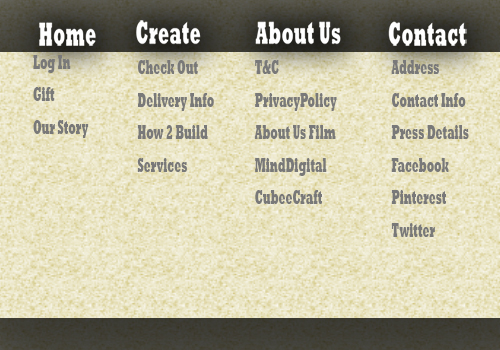 Home
Log In
Gift
Our Story
Create
Check Out
Delivery Info
How 2 Build
Services
About Us
T&C
PrivacyPolicy
About Us Film
MindDigital
CubeeCraft
Contact
Address
Contact Info
Press Details
Facebook
Pinterest
Twitter